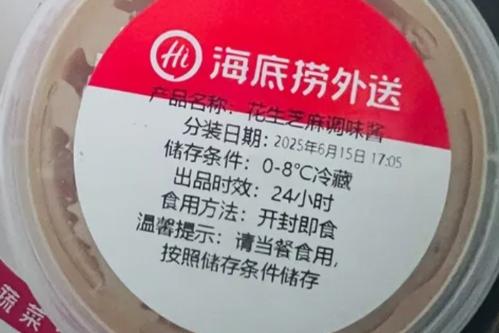 Hi 海底捞外送
产品名称：花生芝麻调味酱
分装日期：2025年6月15日 17:05
储存条件：0-8℃冷藏
出品时效：24小时
食用方法：开封即食
温馨提示：请当餐食用，
按照储存条件储存
蔬菜